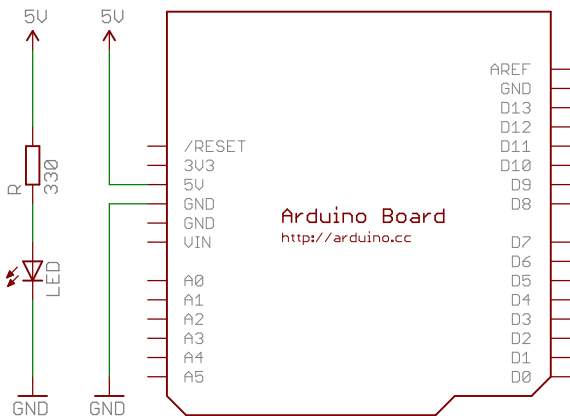 5V
5V
R
330
LED
GND
GND
/RESET
3V3
5V
GND
GND
VIN
A0
A1
A2
A3
A4
A5
Arduino Board
http://arduino.cc
AREF
GND
D13
D12
D11
D10
D9
D8
D7
D6
D5
D4
D3
D2
D1
D0